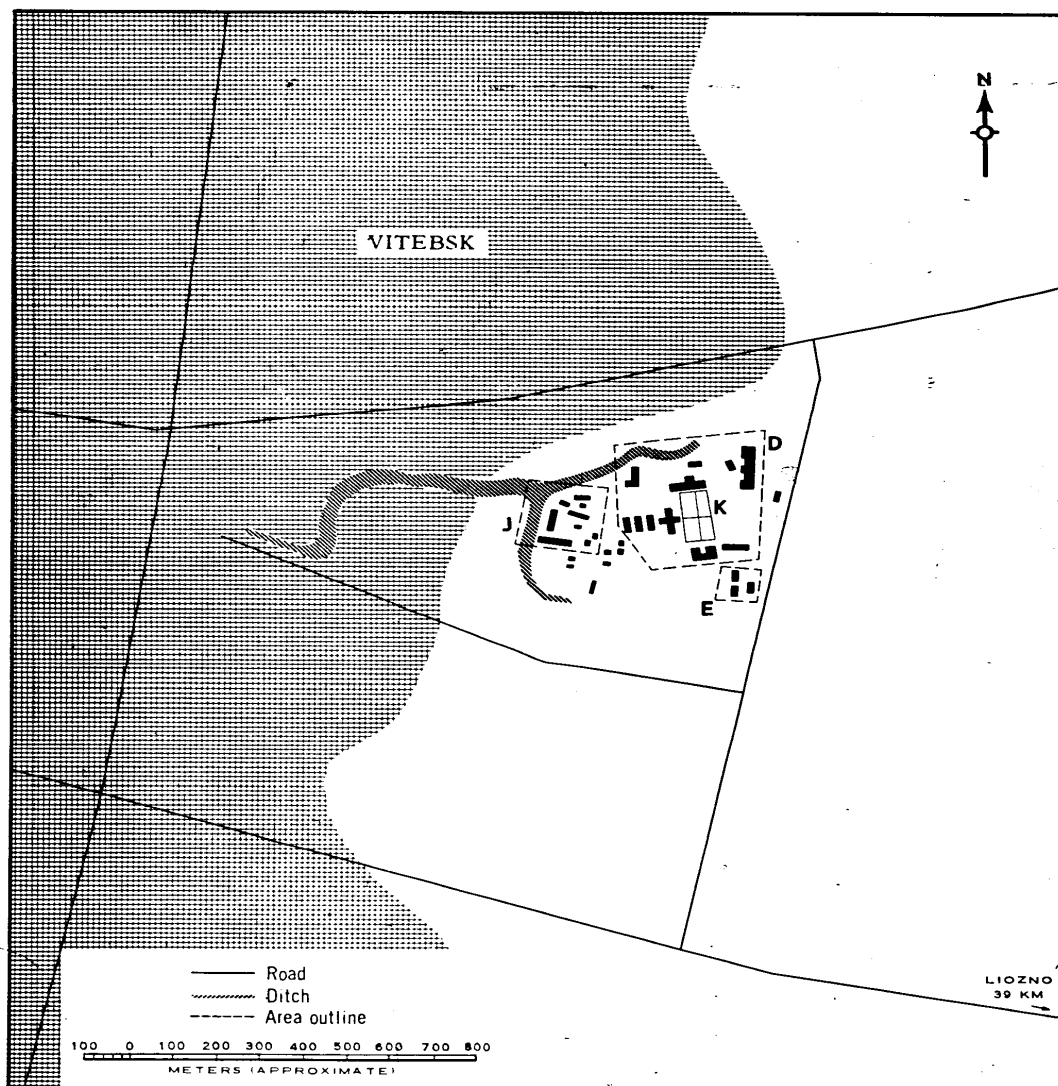 N
VITEBSK
D
K
J
E
LIOZNO
39 KM
Road
Ditch
Area outline
100 0 100 200 300 400 500 600 700 800
METERS (APPROXIMATE)